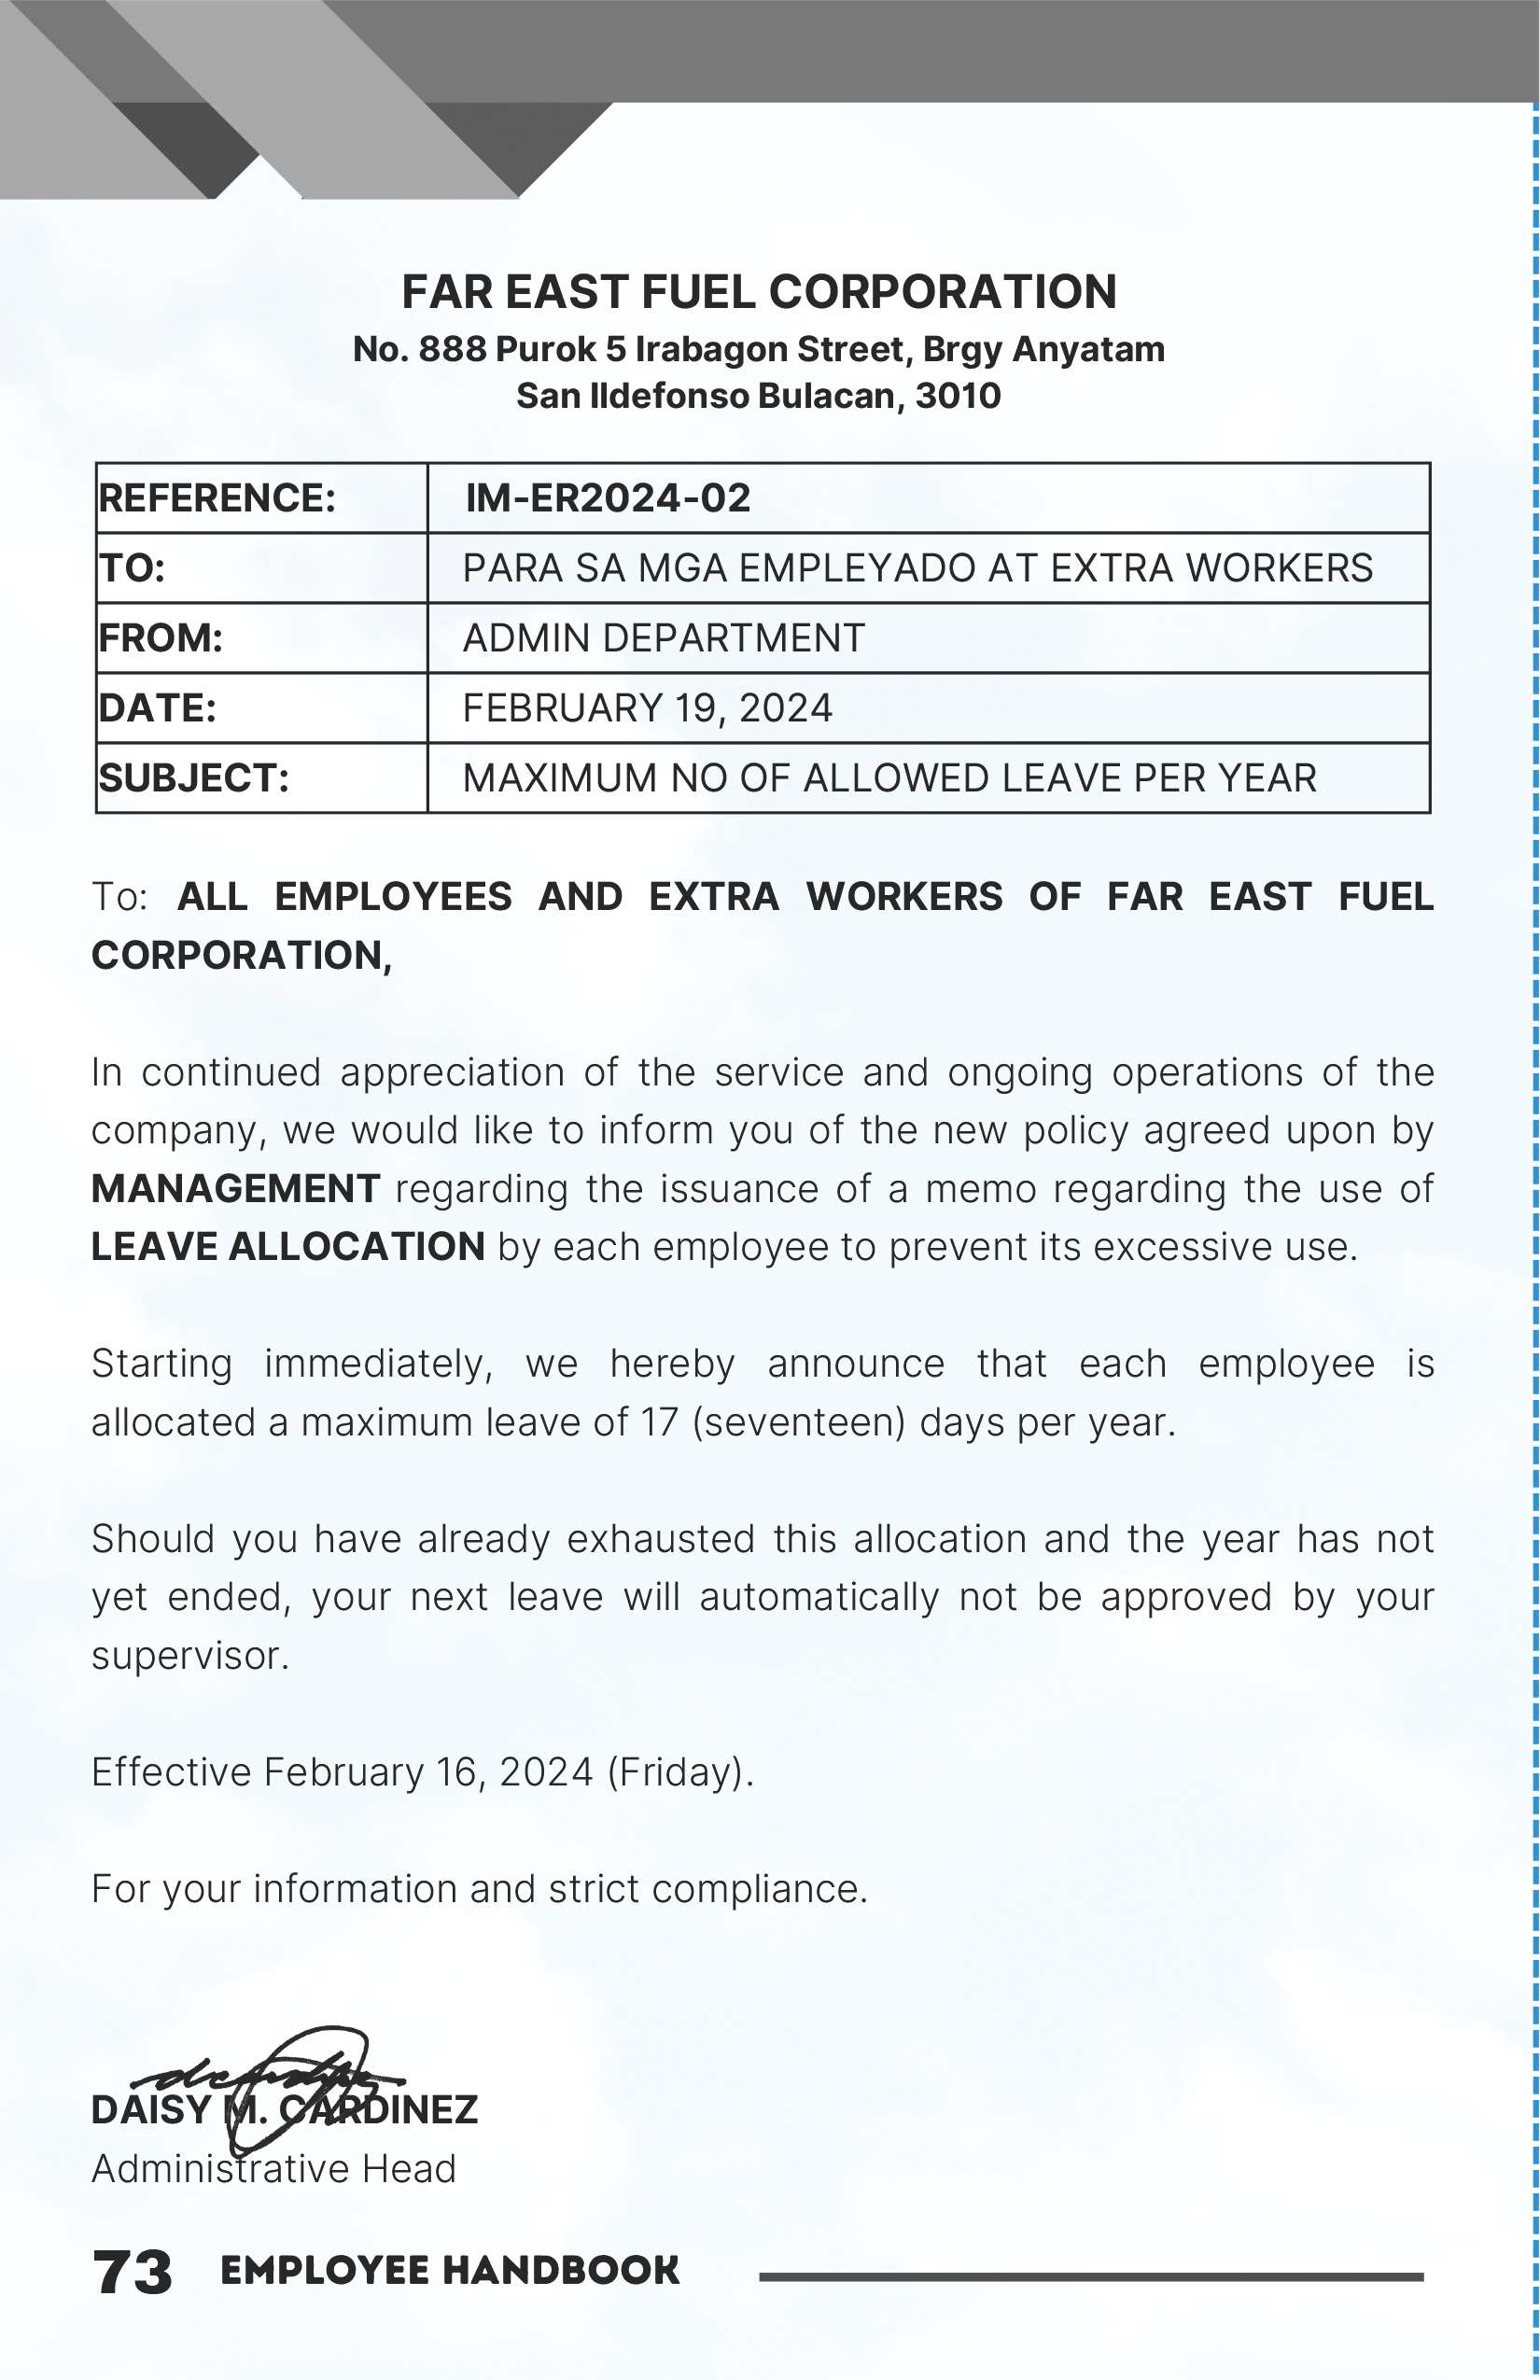 FAR EAST FUEL CORPORATION
No. 888 Purok 5 Irabagon Street, Brgy Anyatam
San Ildefonso Bulacan, 3010
REFERENCE: IM-ER2024-02
TO: PARA SA MGA EMPLEYADO AT EXTRA WORKERS
FROM: ADMIN DEPARTMENT
DATE: FEBRUARY 19, 2024
SUBJECT: MAXIMUM NO OF ALLOWED LEAVE PER YEAR
To: ALL EMPLOYEES AND EXTRA WORKERS OF FAR EAST FUEL
CORPORATION,
In continued appreciation of the service and ongoing operations of the
company, we would like to inform you of the new policy agreed upon by
MANAGEMENT regarding the issuance of a memo regarding the use of
LEAVE ALLOCATION by each employee to prevent its excessive use.
Starting immediately, we hereby announce that each employee is
allocated a maximum leave of 17 (seventeen) days per year.
Should you have already exhausted this allocation and the year has not
yet ended, your next leave will automatically not be approved by your
supervisor.
Effective February 16, 2024 (Friday).
For your information and strict compliance.
DAISY M. CARDINEZ
Administrative Head
73 EMPLOYEE HANDBOOK